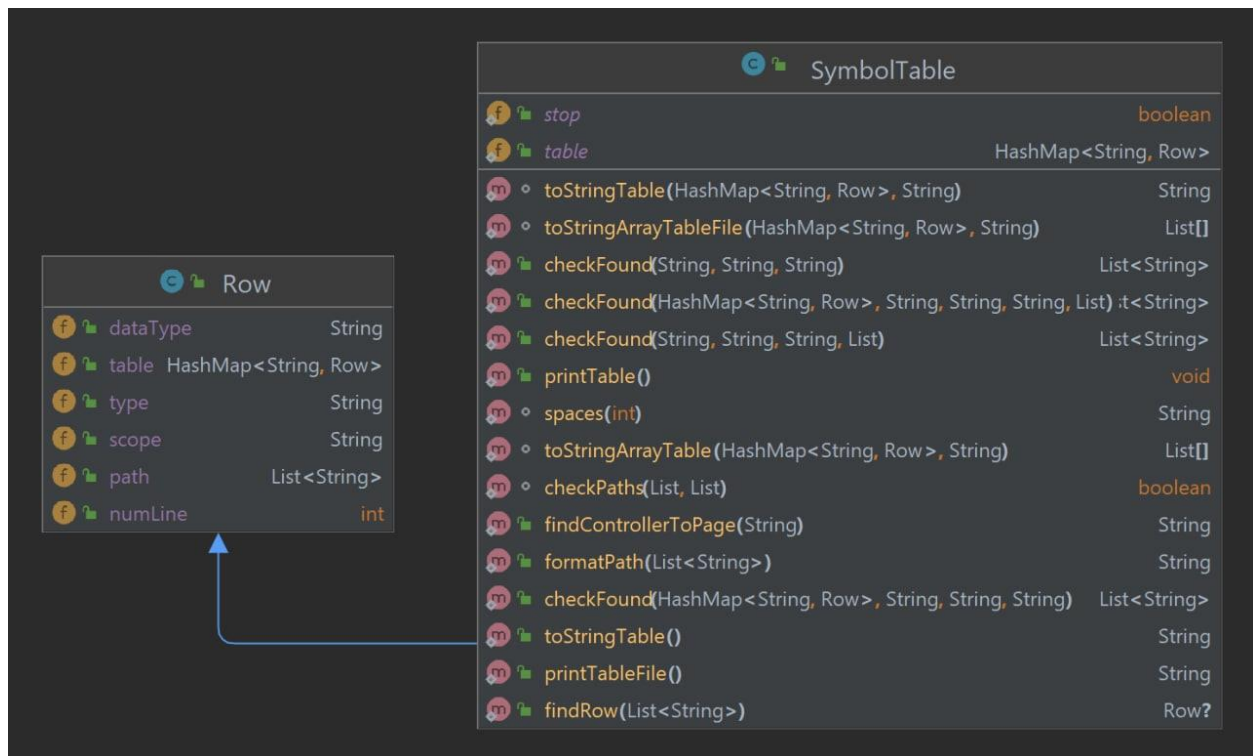 Row
dataType String
table HashMap<String, Row>
type String
scope String
path List<String>
numLine int
SymbolTable
stop boolean
table HashMap<String, Row>
toStringTable(HashMap<String, Row>, String) String
toStringArrayTableFile(HashMap<String, Row>, String) List[]
checkFound(String, String, String) List<String>
checkFound(HashMap<String, Row>, String, String, String, List) :t<String>
checkFound(String, String, String, List) List<String>
printTable() void
spaces(int) String
toStringArrayTable(HashMap<String, Row>, String) List[]
checkPaths(List, List) boolean
findControllerToPage(String) String
formatPath(List<String>) String
checkFound(HashMap<String, Row>, String, String, String) List<String>
toStringTable() String
printTableFile() String
findRow(List<String>) Row?